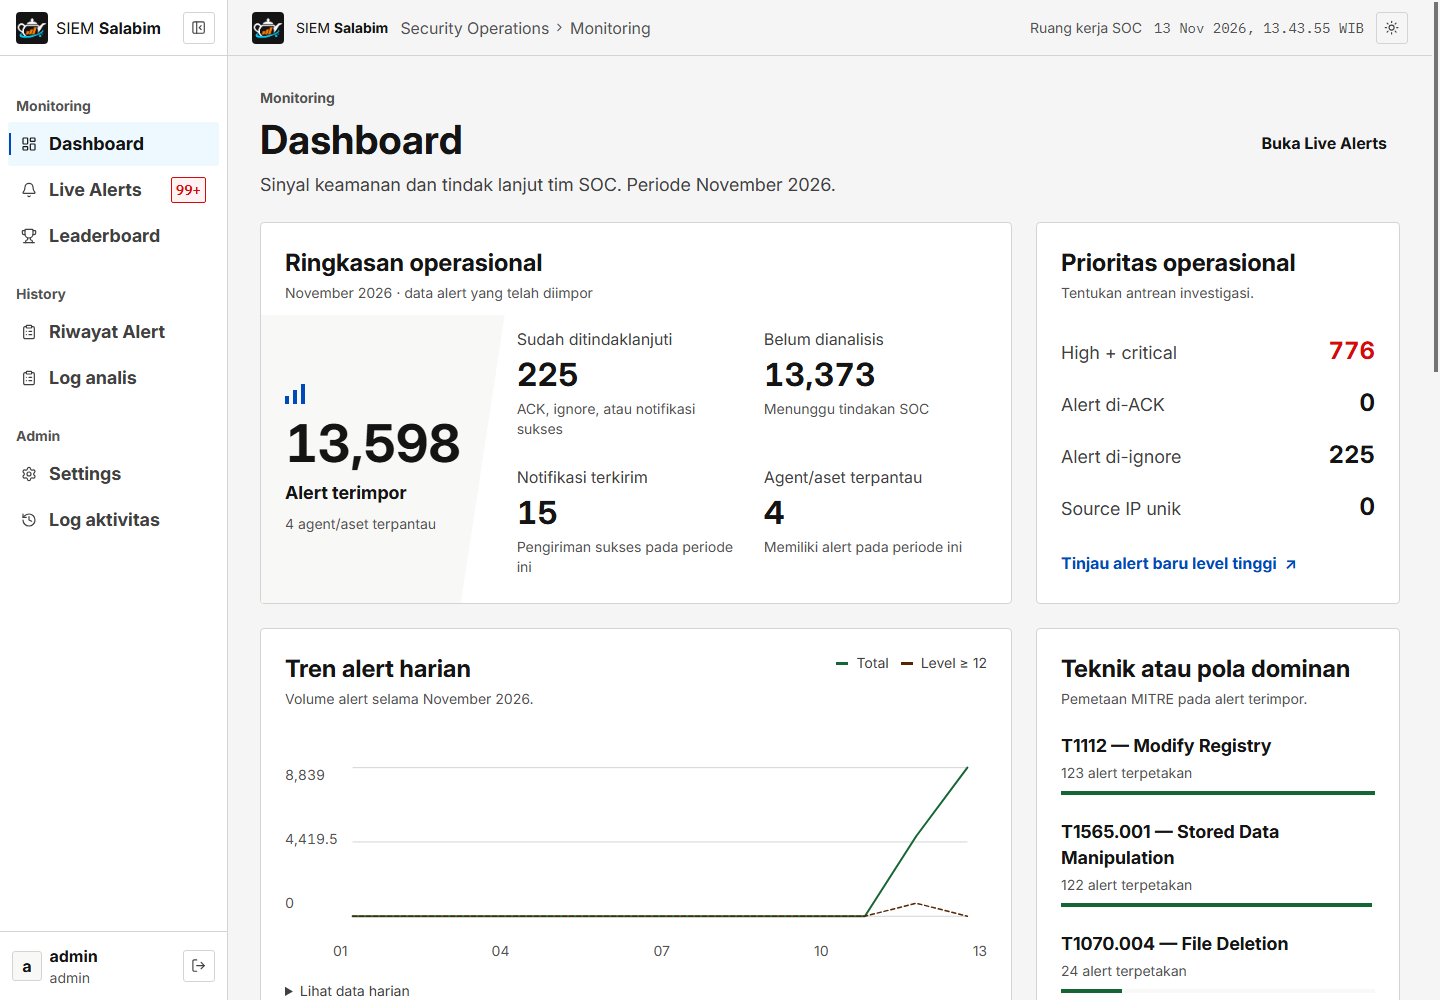 SIEM Salabim
Monitoring
Dashboard
Live Alerts 99+
Leaderboard
History
Riwayat Alert
Log analis
Admin
Settings
Log aktivitas
a
admin
admin
SIEM Salabim Security Operations › Monitoring
Ruang kerja SOC 13 Nov 2026, 13.43.55 WIB
Monitoring
Dashboard
Buka Live Alerts
Sinyal keamanan dan tindak lanjut tim SOC. Periode November 2026.
Ringkasan operasional
November 2026 · data alert yang telah diimpor
13,598
Alert terimpor
4 agent/aset terpantau
Sudah ditindaklanjuti
225
ACK, ignore, atau notifikasi
sukses
Belum dianalisis
13,373
Menunggu tindakan SOC
Notifikasi terkirim
15
Pengiriman sukses pada periode
ini
Agent/aset terpantau
4
Memiliki alert pada periode ini
Prioritas operasional
Tentukan antrean investigasi.
High + critical 776
Alert di-ACK 0
Alert di-ignore 225
Source IP unik 0
Tinjau alert baru level tinggi
Tren alert harian
Volume alert selama November 2026.
Total Level ≥ 12
8,839
4,419.5
0
01 04 07 10 13
Lihat data harian
Teknik atau pola dominan
Pemetaan MITRE pada alert terimpor.
T1112 — Modify Registry
123 alert terpetakan
T1565.001 — Stored Data
Manipulation
122 alert terpetakan
T1070.004 — File Deletion
24 alert terpetakan